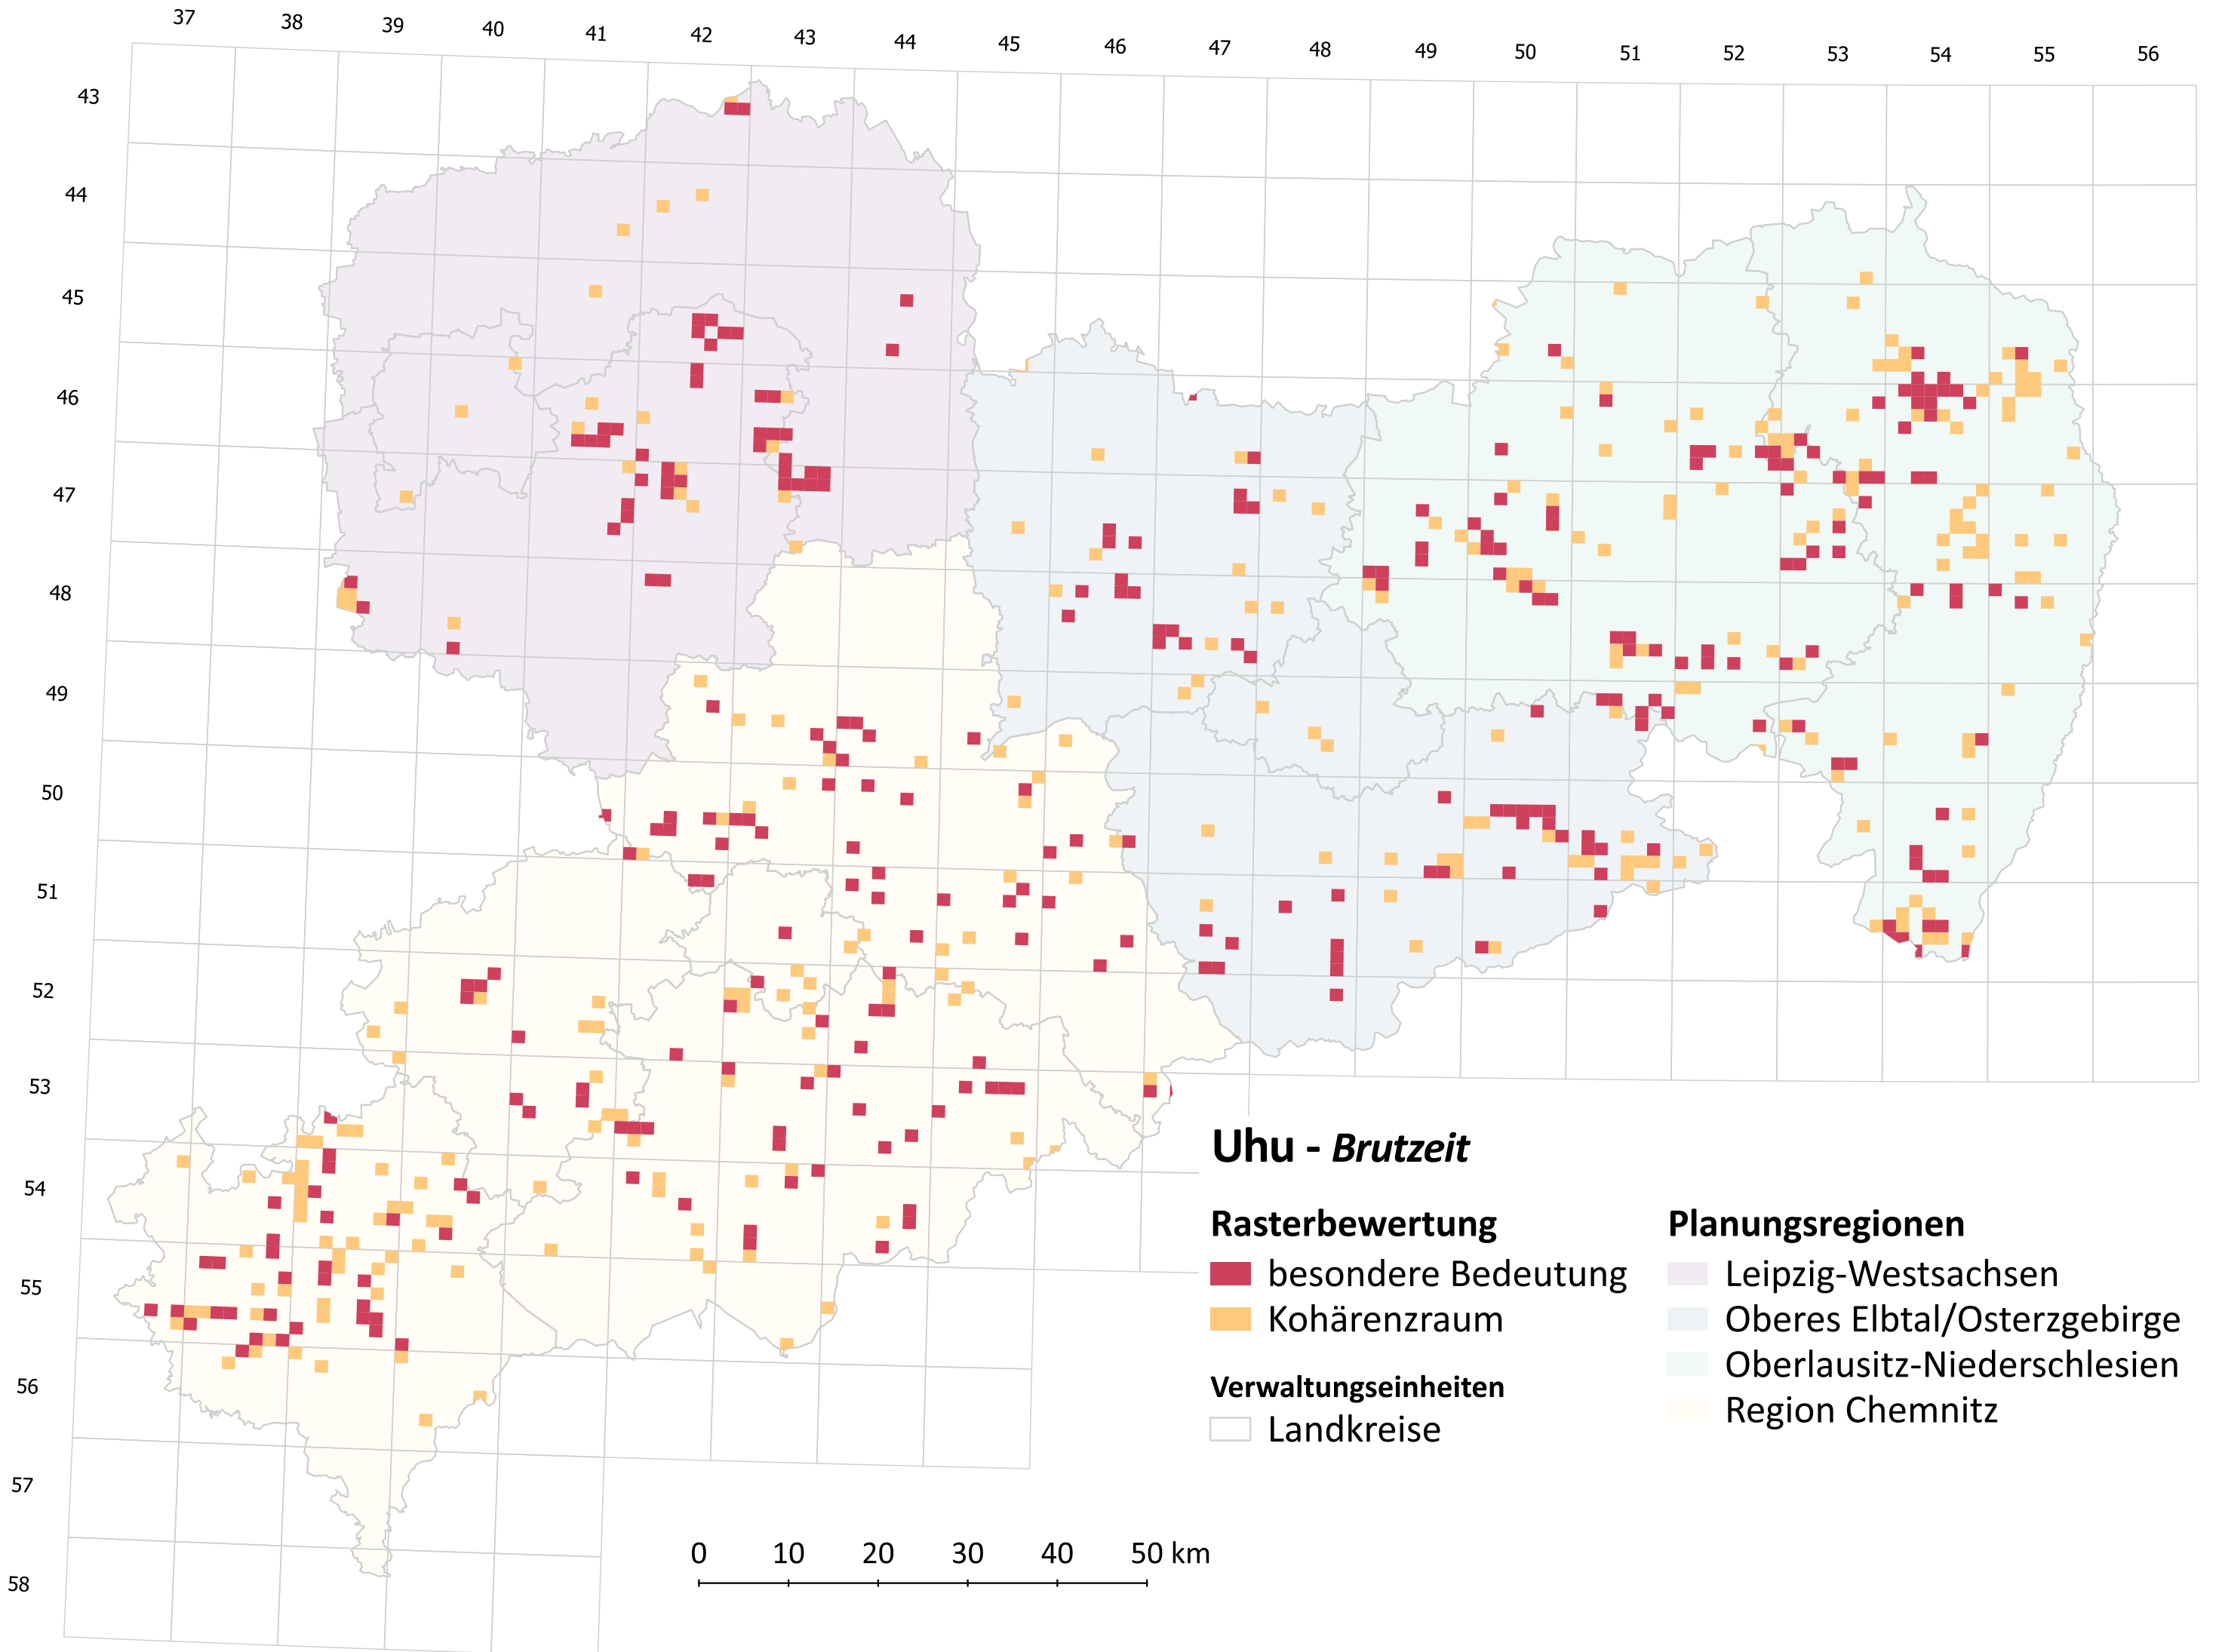 37 38 39 40 41 42 43 44 45 46 47 48 49 50 51 52 53 54 55 56
43
44
45
46
47
48
49
50
51
52
53
54
55
56
57
58
Uhu - Brutzeit
Rasterbewertung
besondere Bedeutung
Kohärenzraum
Verwaltungseinheiten
Landkreise
Planungsregionen
Leipzig-Westsachsen
Oberes Elbtal/Osterzgebirge
Oberlausitz-Niederschlesien
Region Chemnitz
0 10 20 30 40 50 km